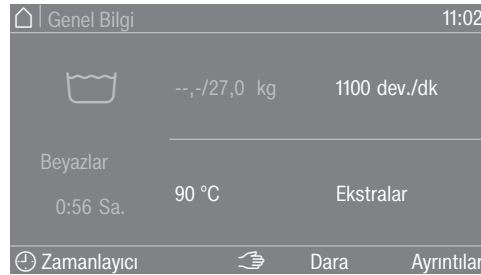 Genel Bilgi 11:02
--,-/27,0 kg 1100 dev./dk
Beyazlar
0:56 Sa.
90 °C Ekstralar
Zamanlayıcı Dara Ayrıntılar